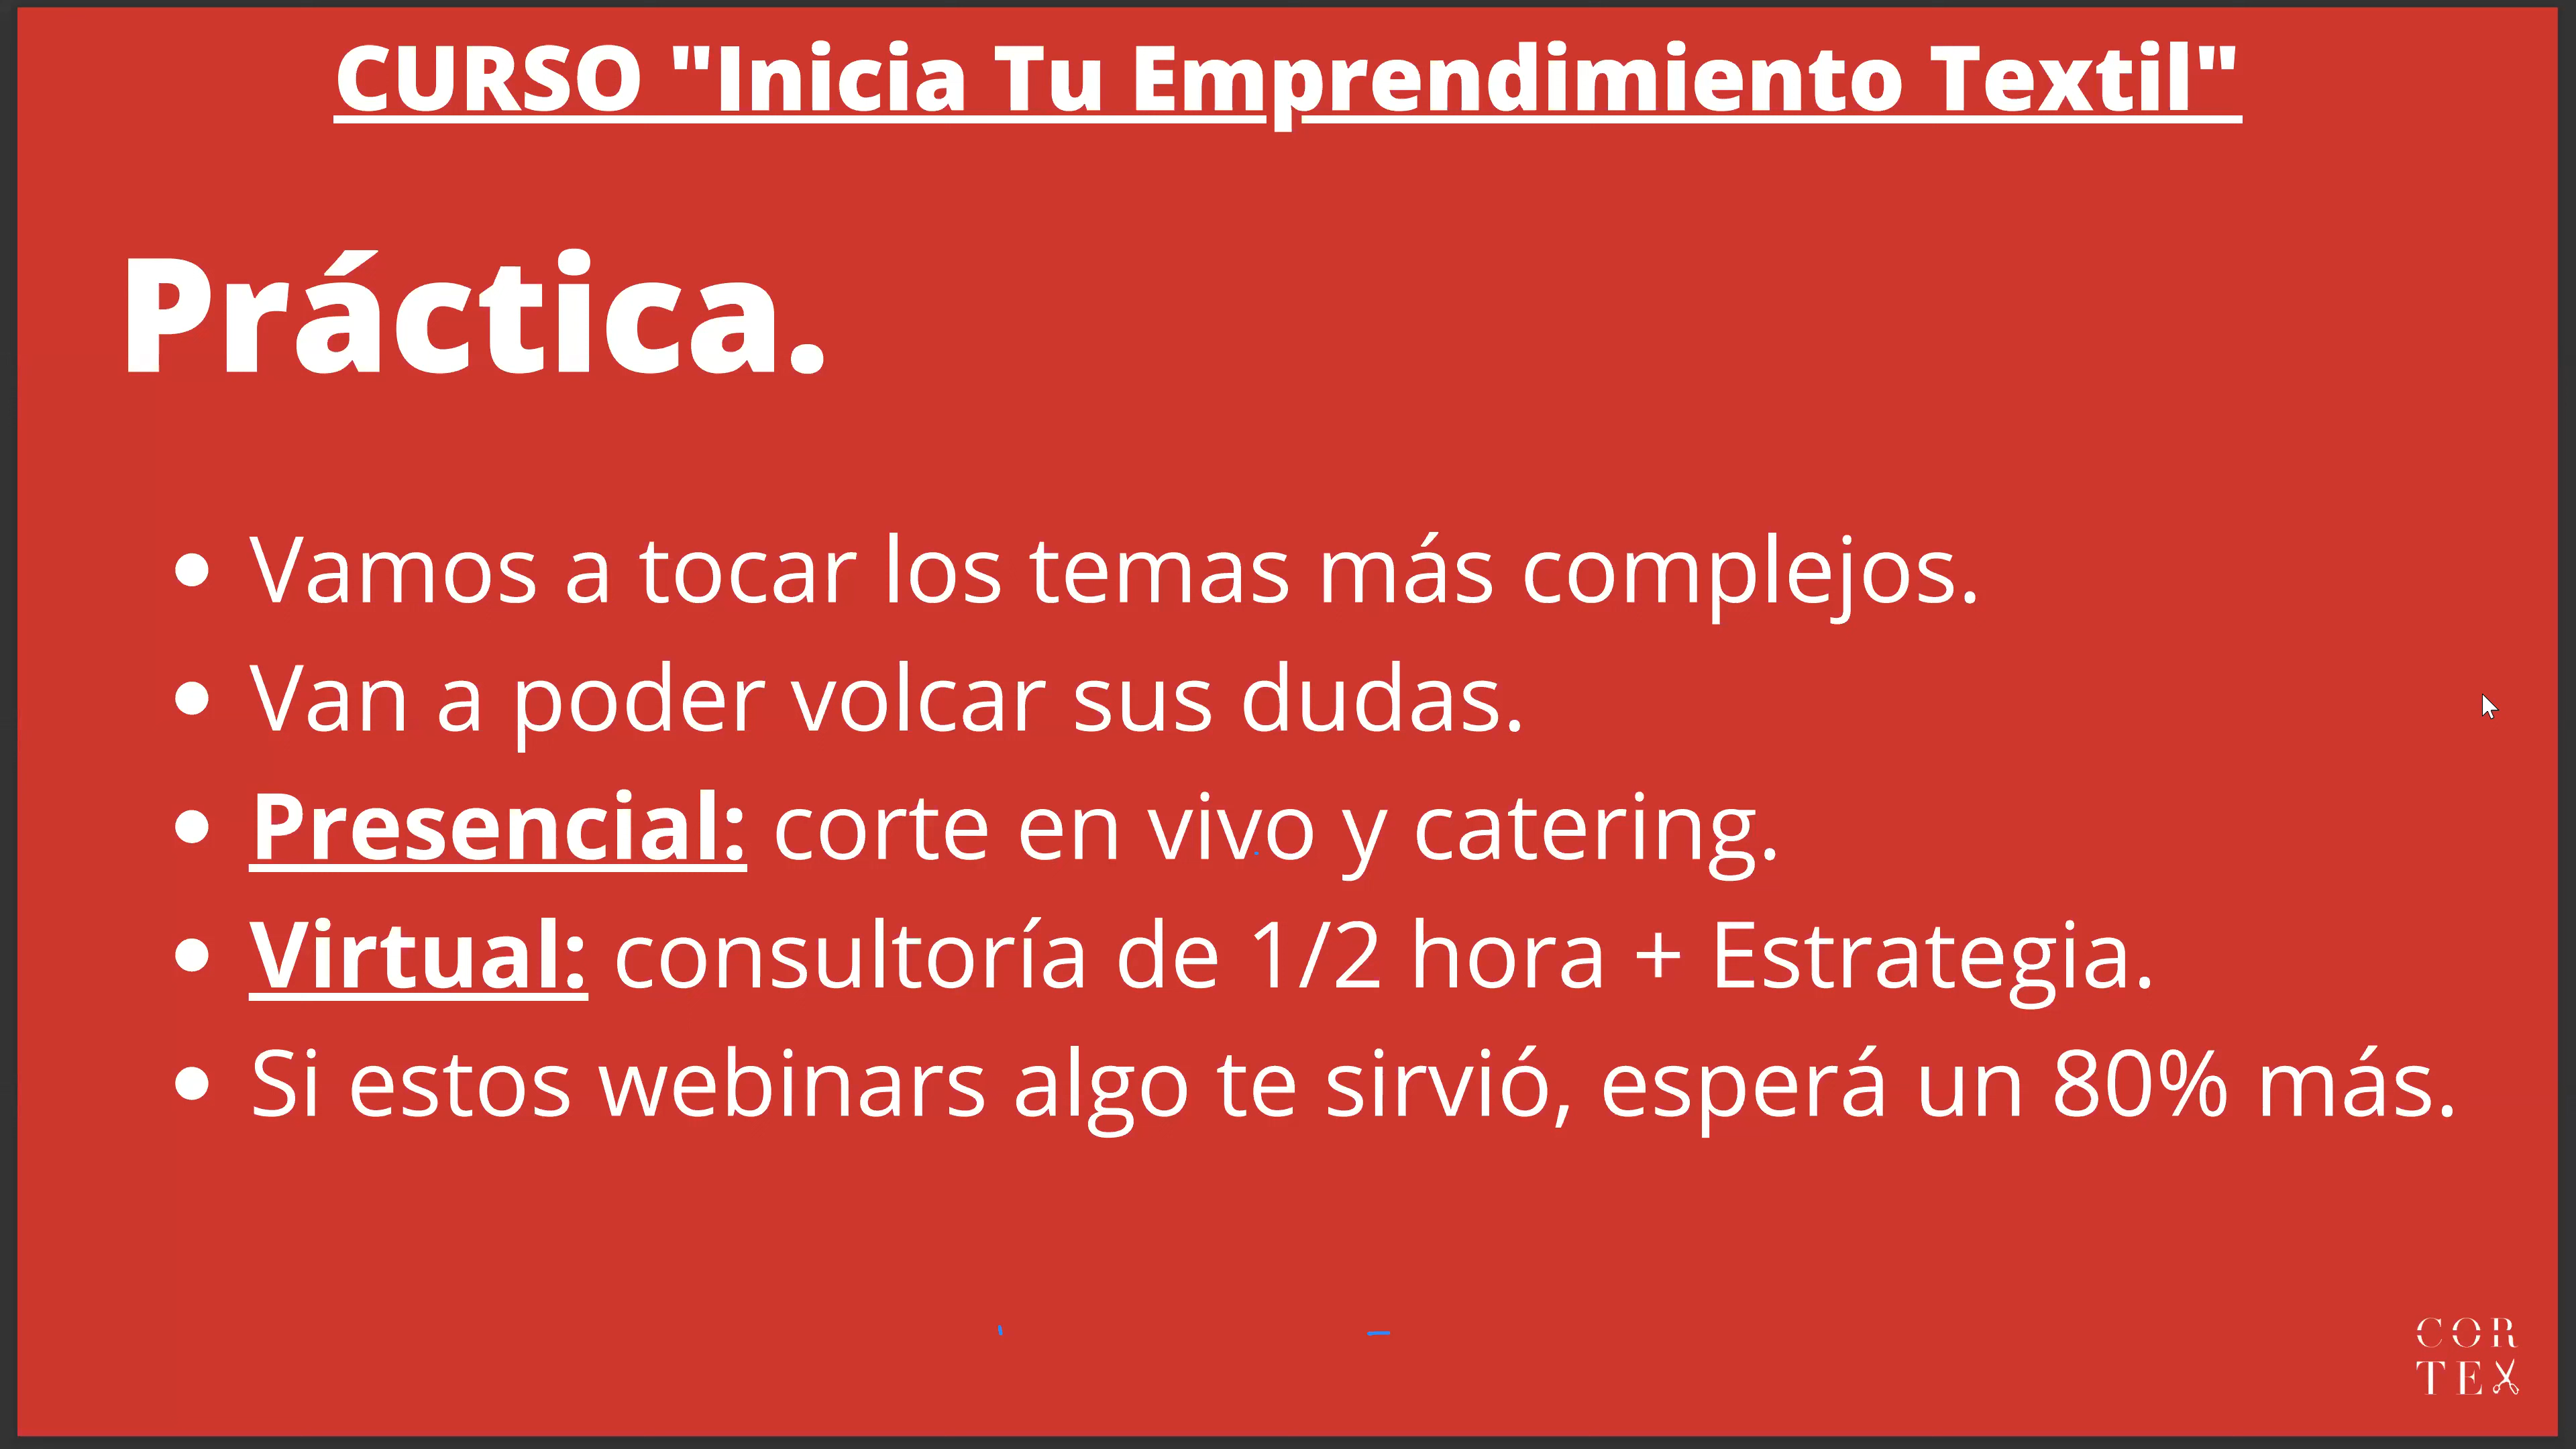 CURSO "Inicia Tu Emprendimiento Textil"
Práctica.
• Vamos a tocar los temas más complejos.
• Van a poder volcar sus dudas.
• Presencial: corte en vivo y catering.
• Virtual: consultoría de 1/2 hora + Estrategia.
• Si estos webinars algo te sirvió, esperá un 80% más.
COR
TEX